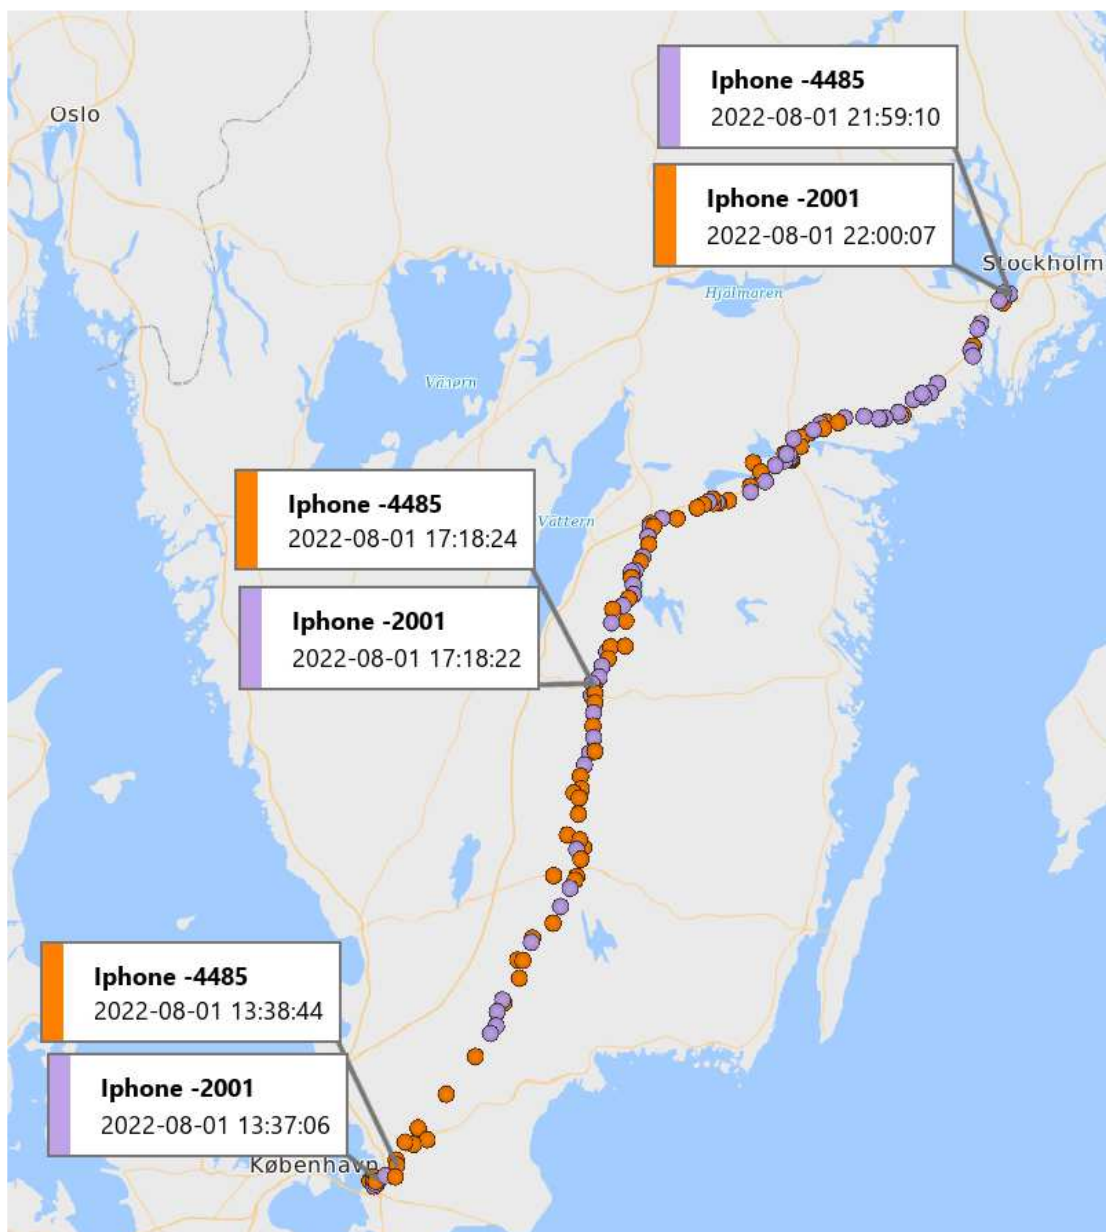 Oslo
Iphone -4485
2022-08-01 21:59:10
Iphone -2001
2022-08-01 22:00:07
Stockholm
Hjälmaren
Vänern
Iphone -4485
2022-08-01 17:18:24
Vättern
Iphone -2001
2022-08-01 17:18:22
Iphone -4485
2022-08-01 13:38:44
Iphone -2001
2022-08-01 13:37:06
København